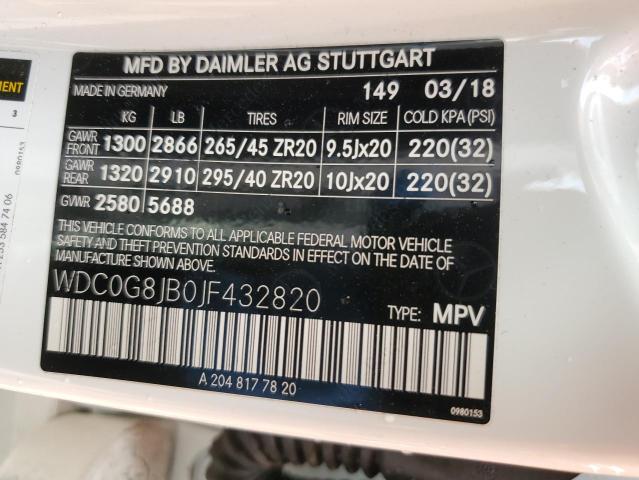 MFD BY DAIMLER AG STUTTGART
MADE IN GERMANY 149 03/18
KG LB TIRES RIM SIZE COLD KPA(PSI)
GAWR FRONT 1300 2866 265/45 ZR20 9.5Jx20 220(32)
GAWR REAR 1320 2910 295/40 ZR20 10Jx20 220(32)
GVWR 2580 5688
THIS VEHICLE CONFORMS TO ALL APPLICABLE FEDERAL MOTOR VEHICLE
SAFETY AND THEFT PREVENTION STANDARDS IN EFFECT ON THE DATE OF
MANUFACTURE SHOWN ABOVE.
WDC0G8JB0JF432820
TYPE: MPV
A 204 817 78 20
0980153
3
0980153